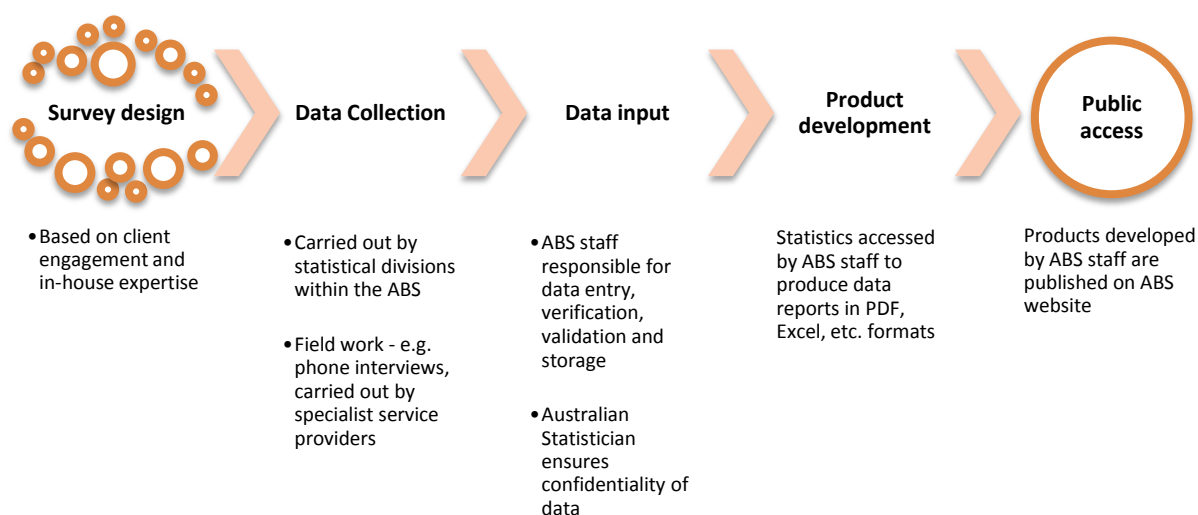 Survey design
Data Collection
Data input
Product
development
Public
access
•Based on client
engagement and
in-house expertise
•Carried out by
statistical divisions
within the ABS
•Field work - e.g.
phone interviews,
carried out by
specialist service
providers
•ABS staff
responsible for
data entry,
verification,
validation and
storage
•Australian
Statistician
ensures
confidentiality of
data
Statistics accessed
by ABS staff to
produce data
reports in PDF,
Excel, etc. formats
Products developed
by ABS staff are
published on ABS
website